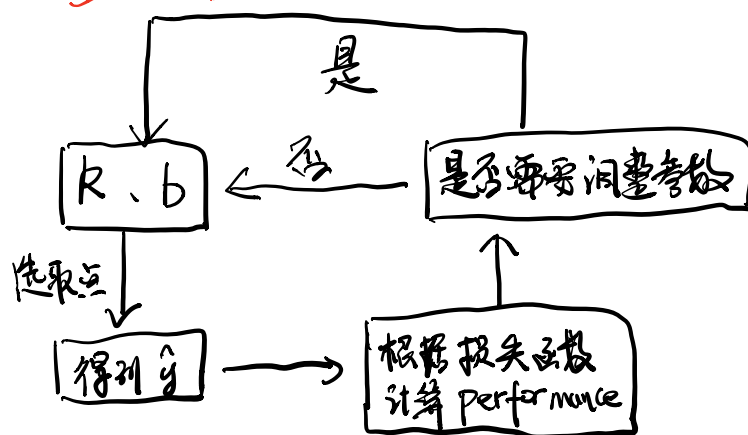 是
k、b
否
是否需要调整参数
选取点
得到 ŷ
根据损失函数
计算 performance